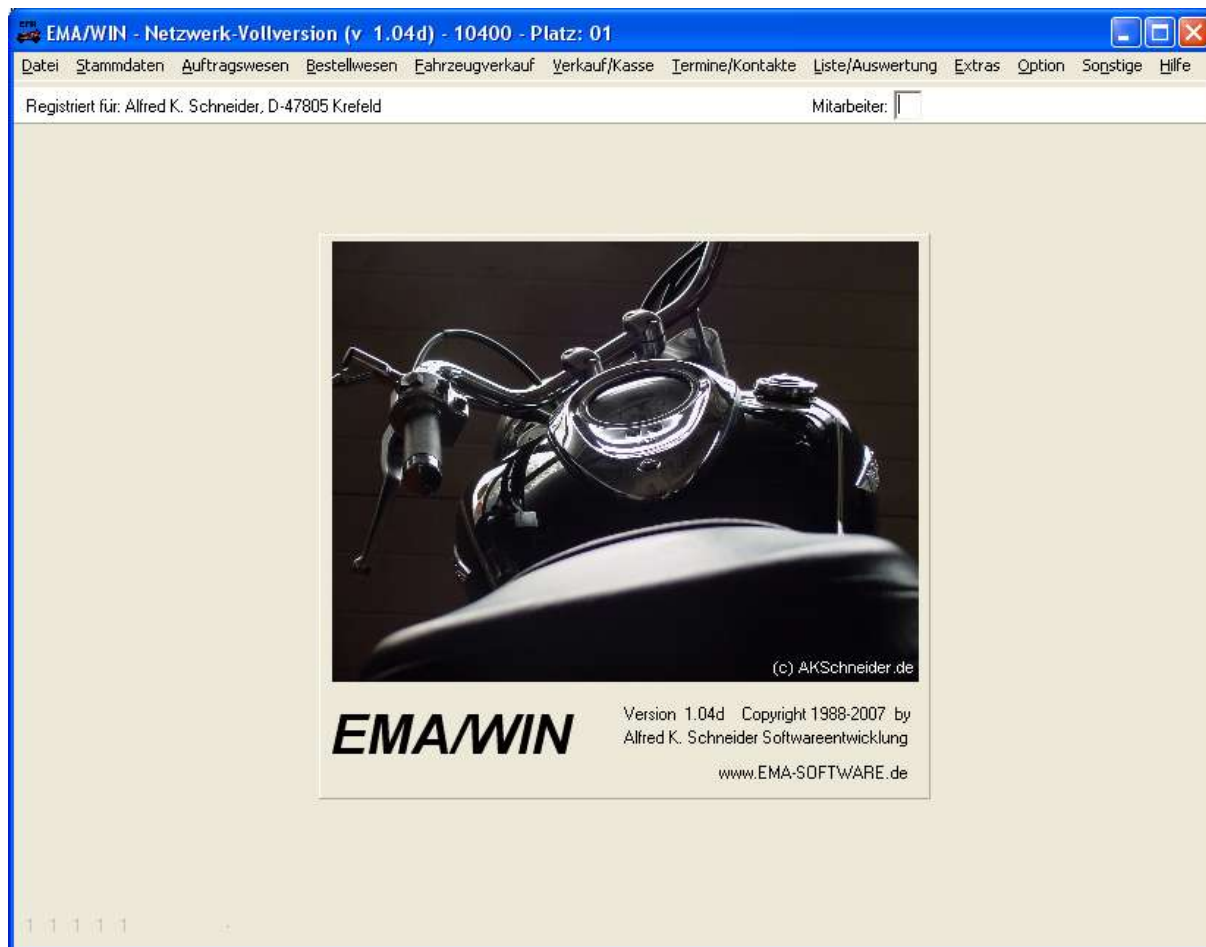 EMA/WIN - Netzwerk-Vollversion (v 1.04d) - 10400 - Platz: 01
Datei Stammdaten Auftragswesen Bestellwesen Fahrzeugverkauf Verkauf/Kasse Termine/Kontakte Liste/Auswertung Extras Option Sonstige Hilfe
Registriert für: Alfred K. Schneider, D-47805 Krefeld Mitarbeiter:
(c) AKSchneider.de
EMA/WIN
Version 1.04d Copyright 1988-2007 by
Alfred K. Schneider Softwareentwicklung
www.EMA-SOFTWARE.de
1 1 1 1 1